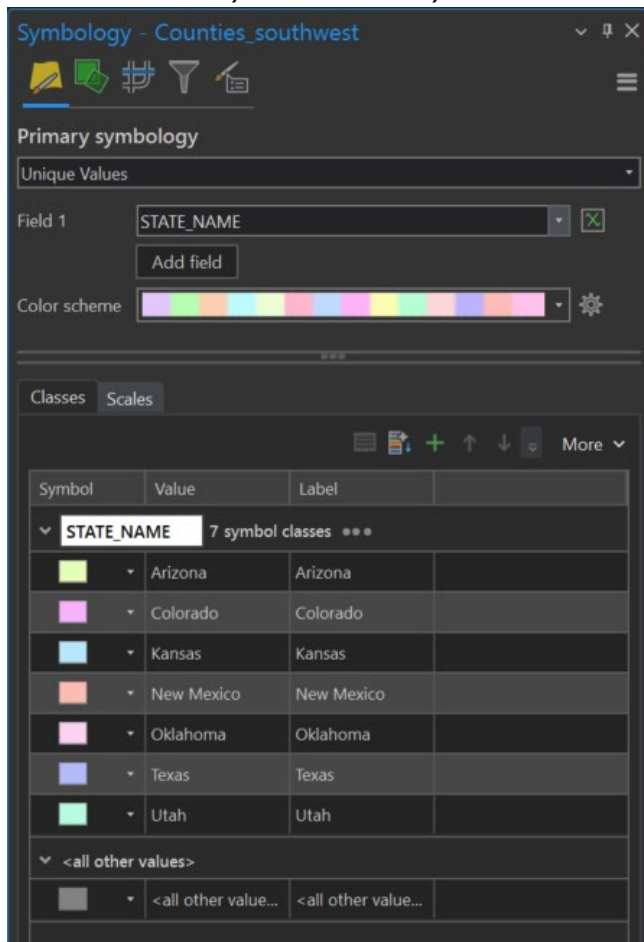 Symbology - Counties_southwest
Primary symbology
Unique Values
Field 1 STATE_NAME
Add field
Color scheme
Classes Scales
More
Symbol Value Label
STATE_NAME 7 symbol classes
Arizona Arizona
Colorado Colorado
Kansas Kansas
New Mexico New Mexico
Oklahoma Oklahoma
Texas Texas
Utah Utah
<all other values>
<all other value... <all other value...